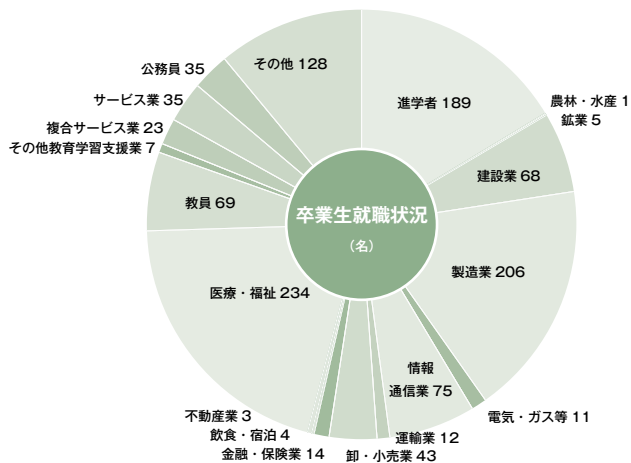 卒業生就職状況
（名）
進学者 189
農林・水産 1
鉱業 5
建設業 68
製造業 206
電気・ガス等 11
情報
通信業 75
運輸業 12
卸・小売業 43
金融・保険業 14
飲食・宿泊 4
不動産業 3
医療・福祉 234
教員 69
その他教育学習支援業 7
複合サービス業 23
サービス業 35
公務員 35
その他 128